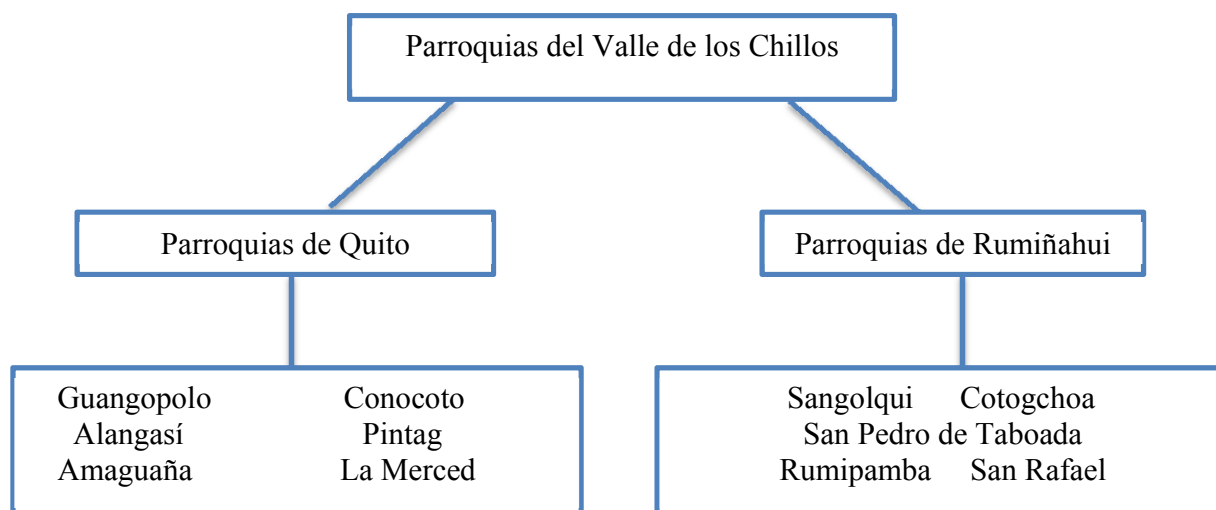 Parroquias del Valle de los Chillos
Parroquias de Quito
Parroquias de Rumiñahui
Guangopolo Conocoto
Alangasí Pintag
Amaguaña La Merced
Sangolqui Cotogchoa
San Pedro de Taboada
Rumipamba San Rafael